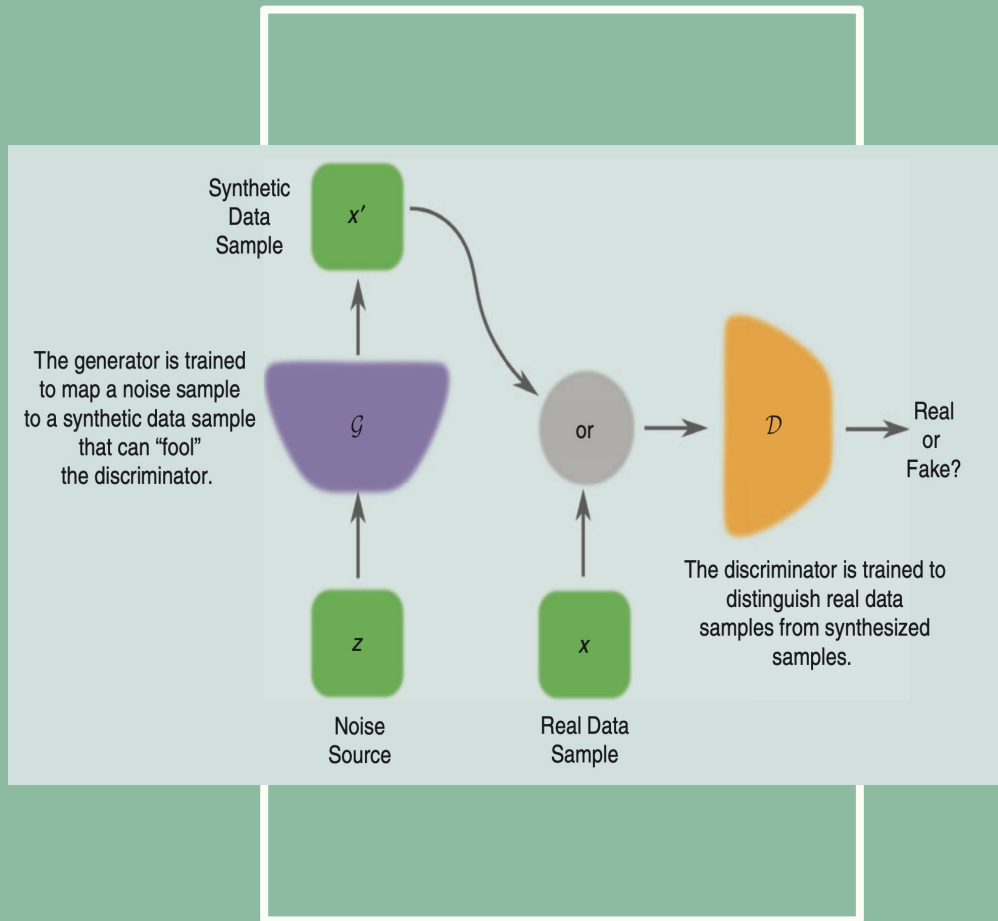 Synthetic
Data
Sample
x′
The generator is trained
to map a noise sample
to a synthetic data sample
that can “fool”
the discriminator.
𝒢
or
𝒟
Real
or
Fake?
The discriminator is trained to
distinguish real data
samples from synthesized
samples.
z
x
Noise
Source
Real Data
Sample